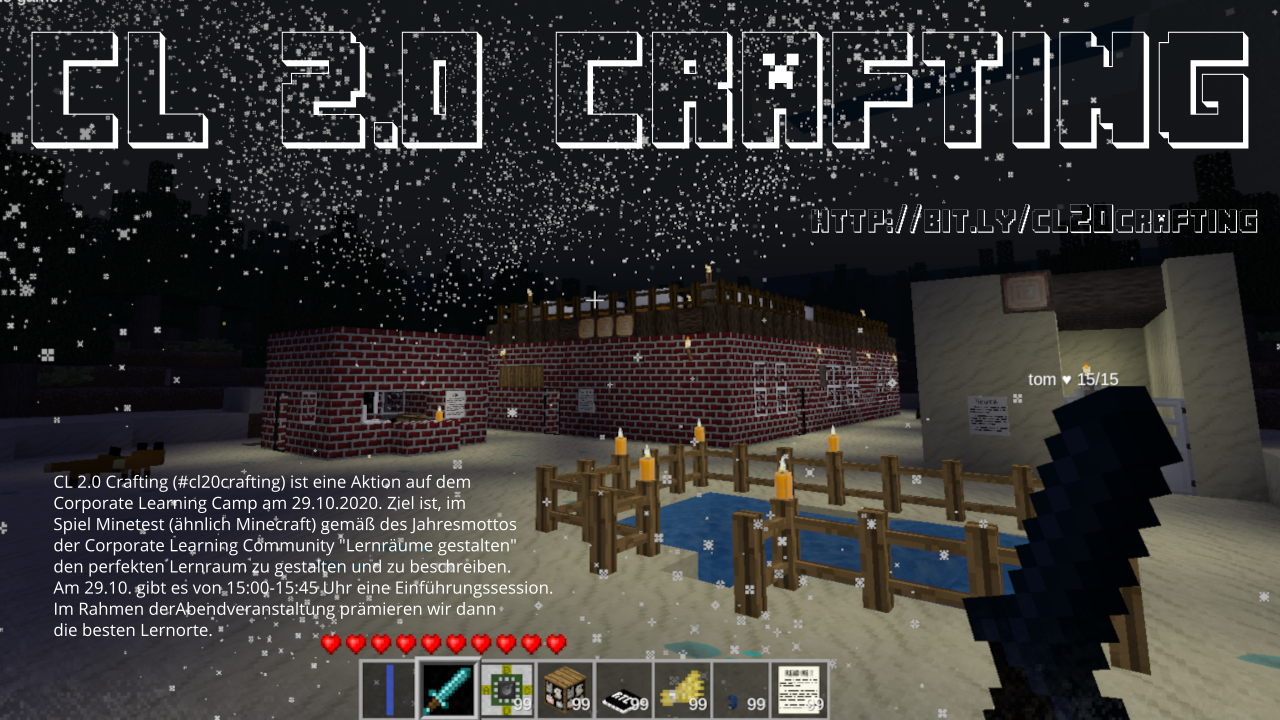 CL 2.0 CRAFTING
HTTP://BIT.LY/CL20CRAFTING
tom ♥ 15/15
CL 2.0 Crafting (#cl20crafting) ist eine Aktion auf dem
Corporate Learning Camp am 29.10.2020. Ziel ist, im
Spiel Minetest (ähnlich Minecraft) gemäß des Jahresmottos
der Corporate Learning Community "Lernräume gestalten"
den perfekten Lernraum zu gestalten und zu beschreiben.
Am 29.10. gibt es von 15:00-15:45 Uhr eine Einführungssession.
Im Rahmen derAbendveranstaltung prämieren wir dann
die besten Lernorte.
99 99 99 99 99 99